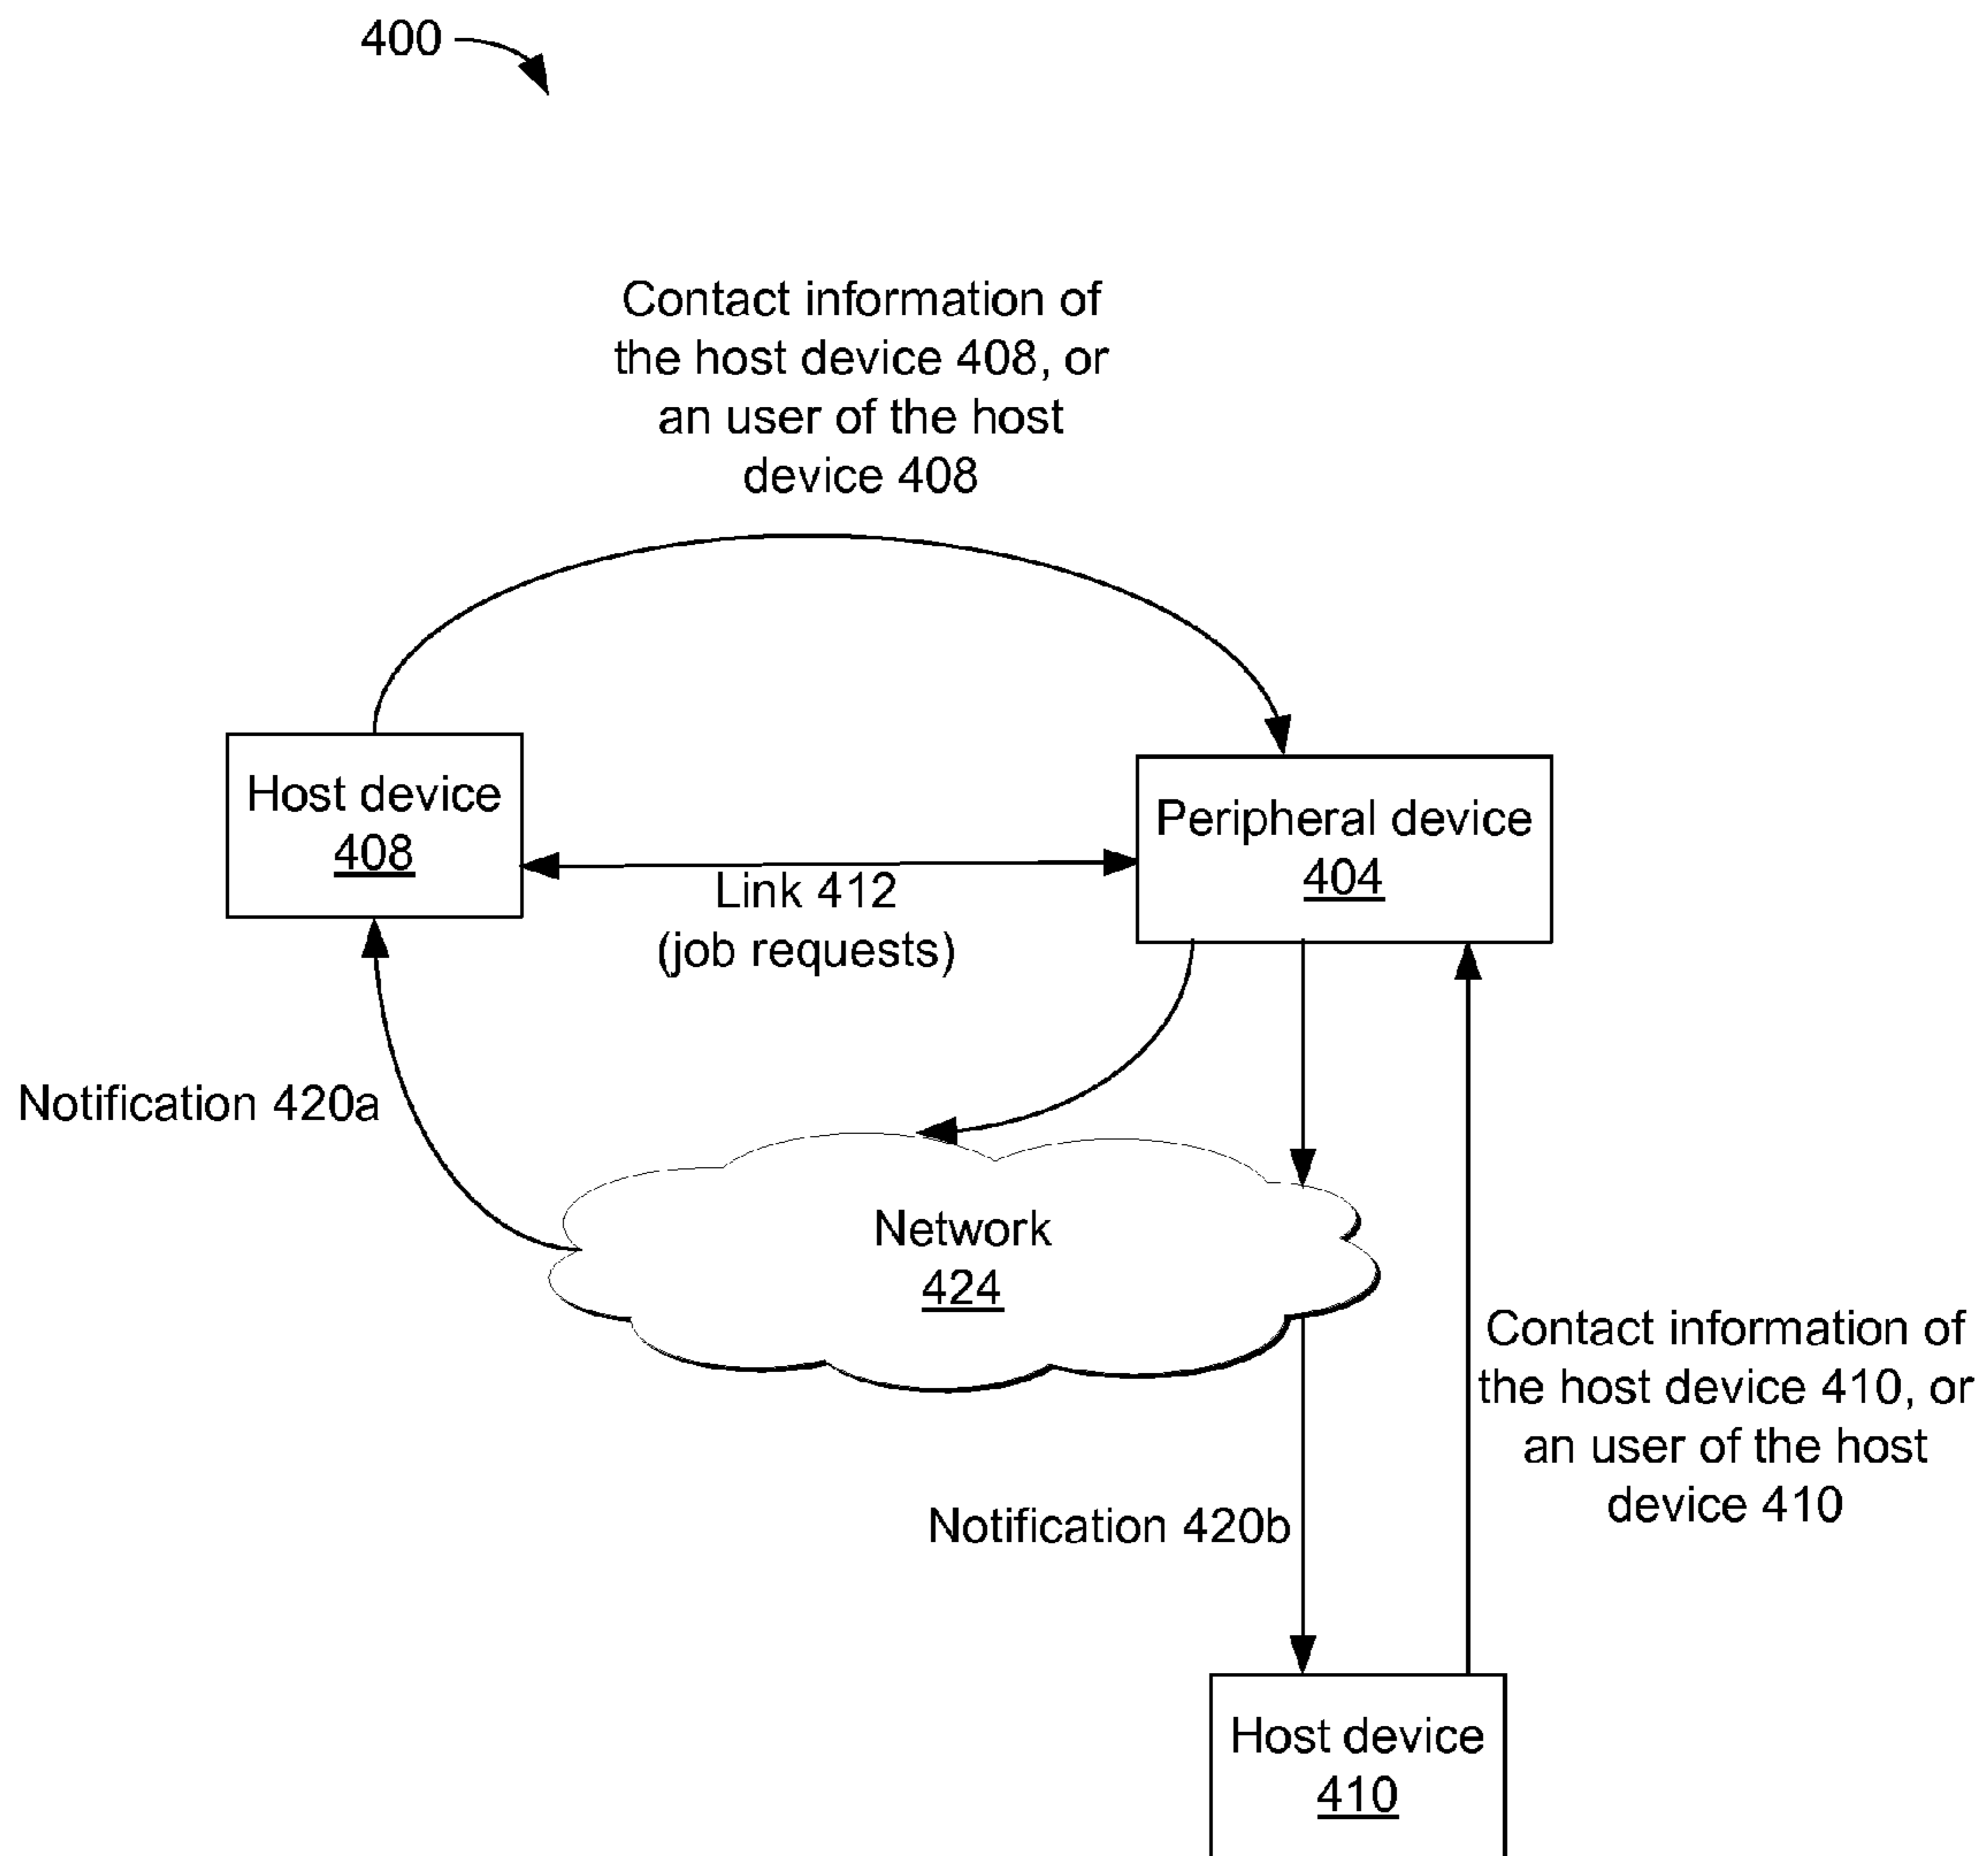 400
Contact information of
the host device 408, or
an user of the host
device 408
Host device
408
Peripheral device
404
Link 412
(job requests)
Notification 420a
Network
424
Contact information of
the host device 410, or
an user of the host
device 410
Notification 420b
Host device
410